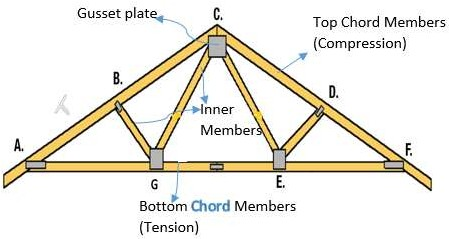 Gusset plate
C.
Top Chord Members
(Compression)
B.
D.
Inner
Members
A.
F.
G
E.
Bottom Chord Members
(Tension)